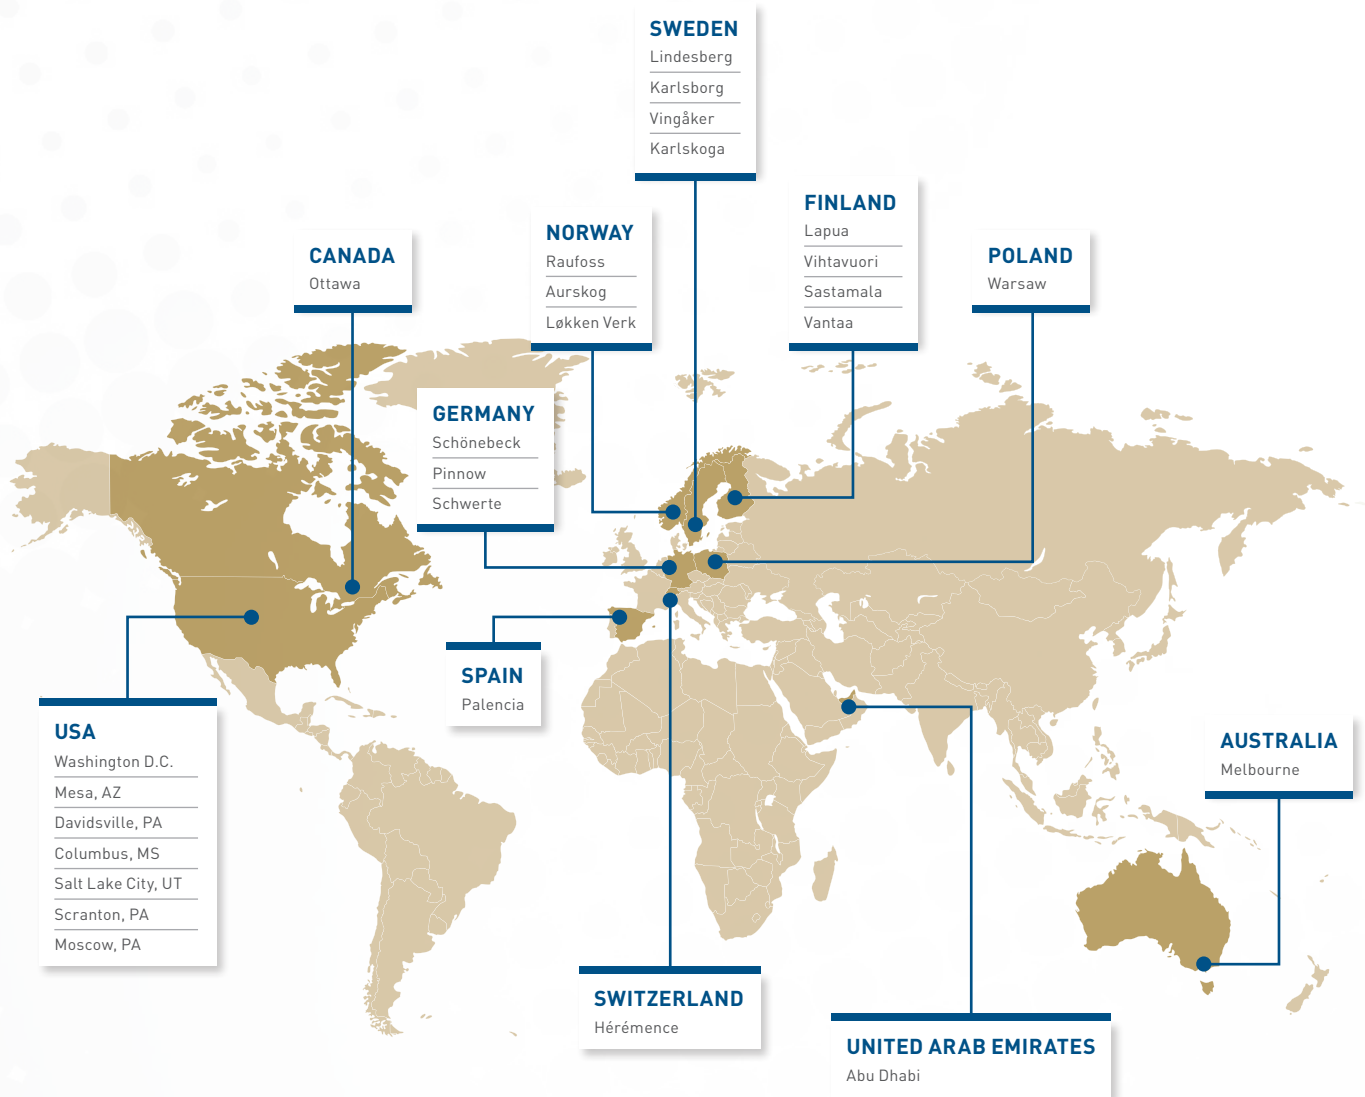 SWEDEN
Lindesberg
Karlsborg
Vingåker
Karlskoga
FINLAND
Lapua
Vihtavuori
Sastamala
Vantaa
NORWAY
Raufoss
Aurskog
Løkken Verk
CANADA
Ottawa
POLAND
Warsaw
GERMANY
Schönebeck
Pinnow
Schwerte
SPAIN
Palencia
USA
Washington D.C.
Mesa, AZ
Davidsville, PA
Columbus, MS
Salt Lake City, UT
Scranton, PA
Moscow, PA
AUSTRALIA
Melbourne
SWITZERLAND
Hérémence
UNITED ARAB EMIRATES
Abu Dhabi